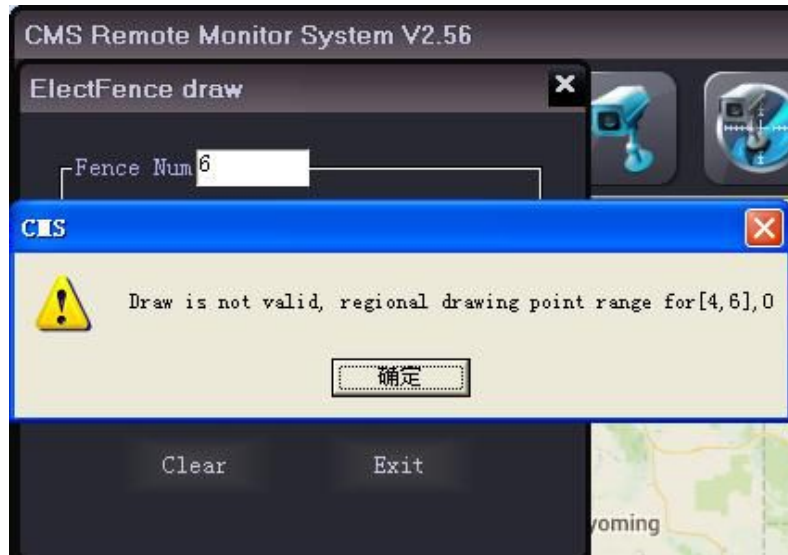 CMS Remote Monitor System V2.56
ElectFence draw
Fence Num 6
CMS
Draw is not valid, regional drawing point range for[4,6],0
确定
Clear Exit
yoming